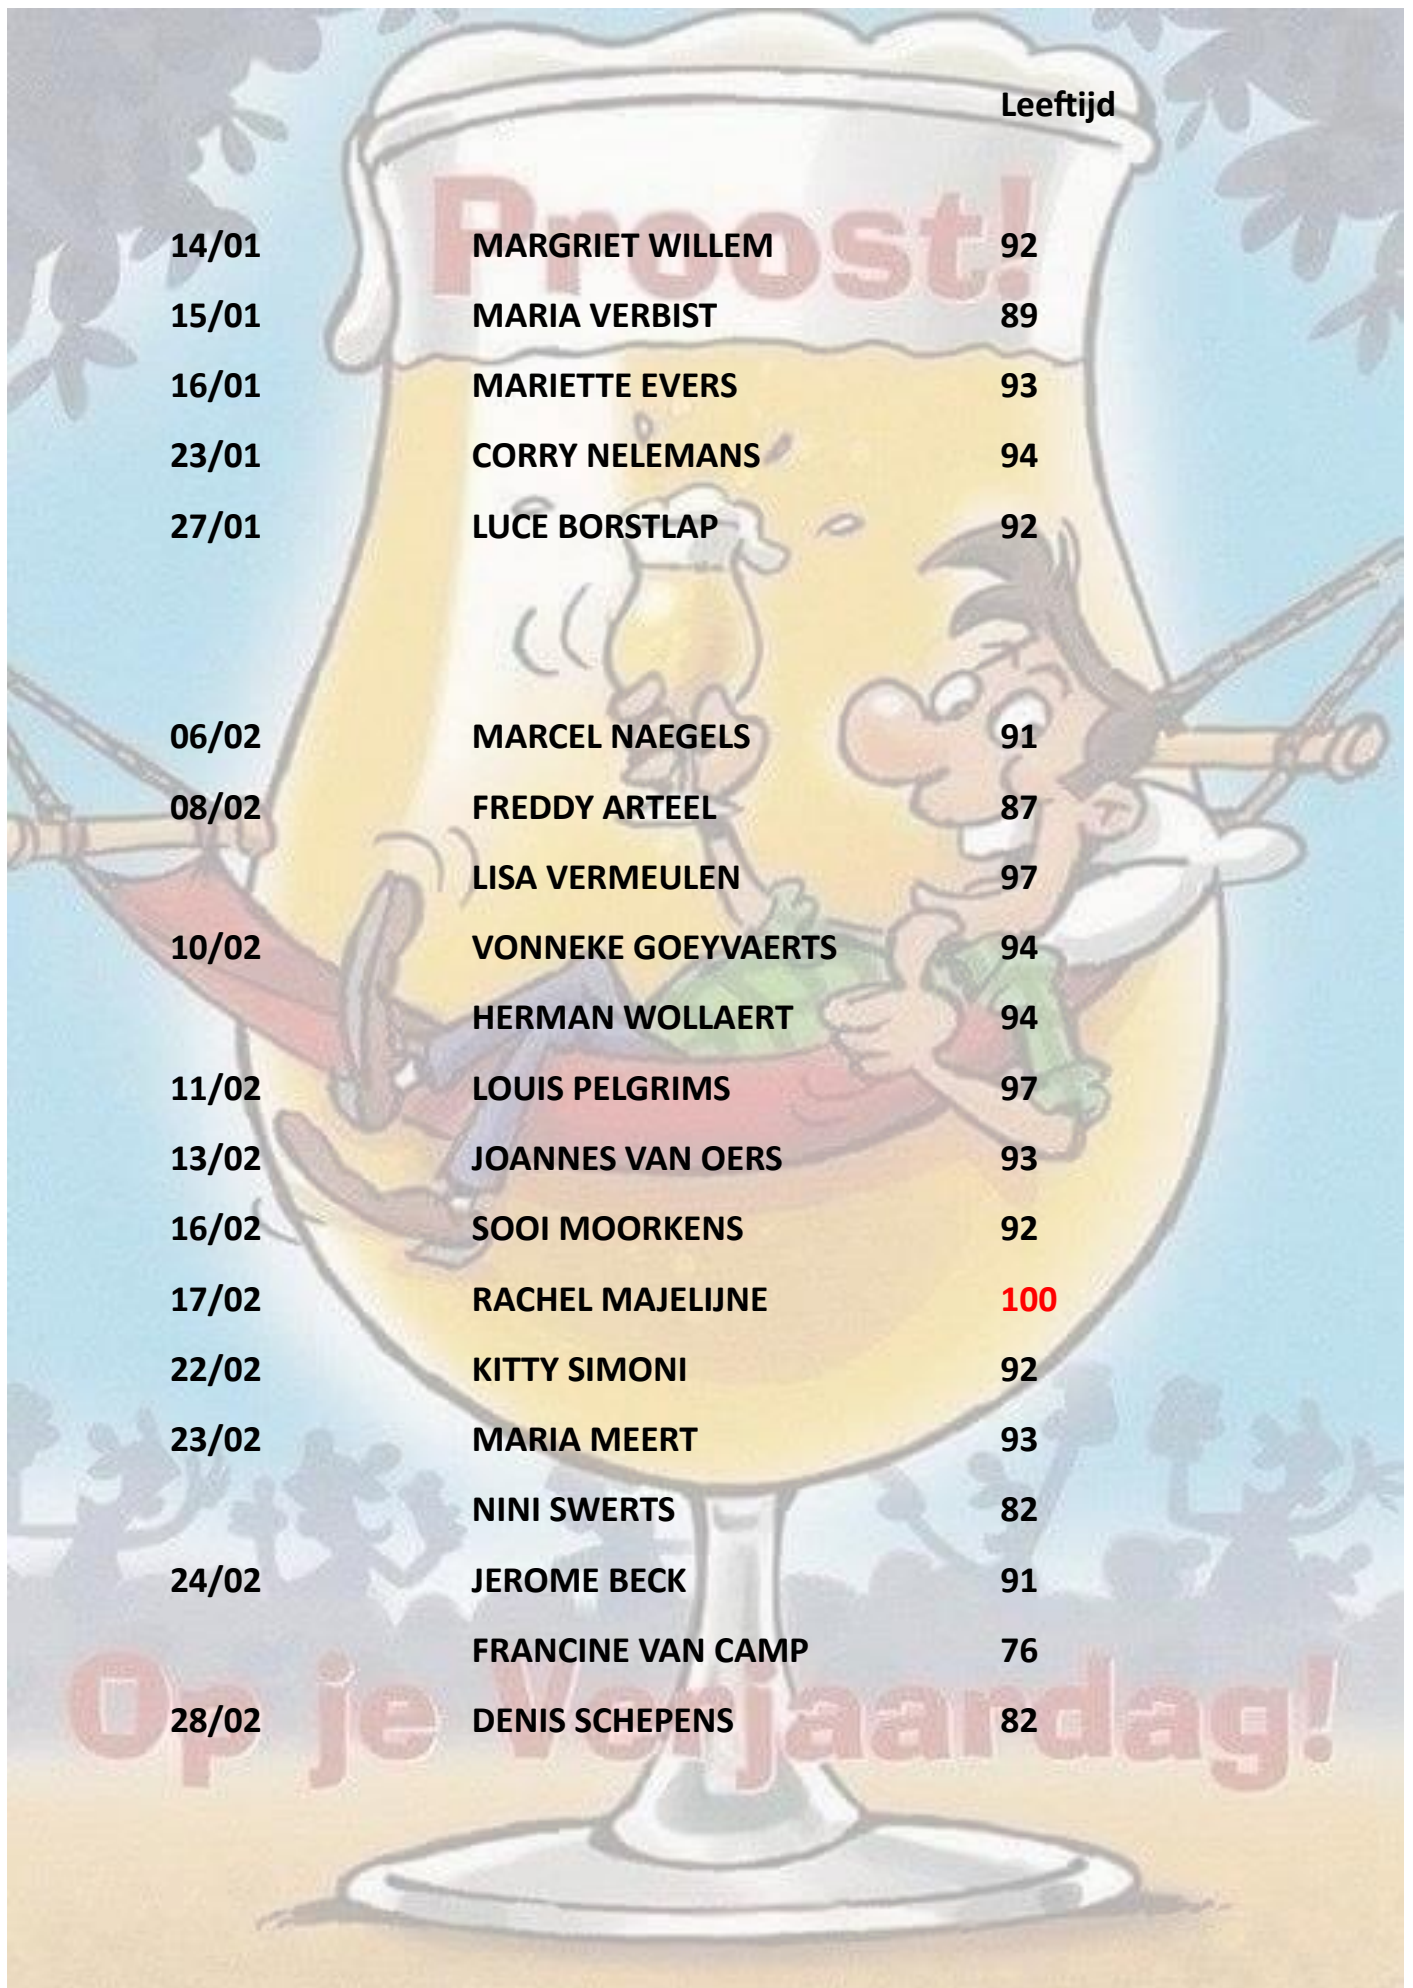 Leeftijd
Proost!
14/01 MARGRIET WILLEM 92
15/01 MARIA VERBIST 89
16/01 MARIETTE EVERS 93
23/01 CORRY NELEMANS 94
27/01 LUCE BORSTLAP 92
06/02 MARCEL NAEGELS 91
08/02 FREDDY ARTEEL 87
LISA VERMEULEN 97
10/02 VONNEKE GOEYVAERTS 94
HERMAN WOLLAERT 94
11/02 LOUIS PELGRIMS 97
13/02 JOANNES VAN OERS 93
16/02 SOOI MOORKENS 92
17/02 RACHEL MAJELIJNE 100
22/02 KITTY SIMONI 92
23/02 MARIA MEERT 93
NINI SWERTS 82
24/02 JEROME BECK 91
FRANCINE VAN CAMP 76
Op je Verjaardag!
28/02 DENIS SCHEPENS 82